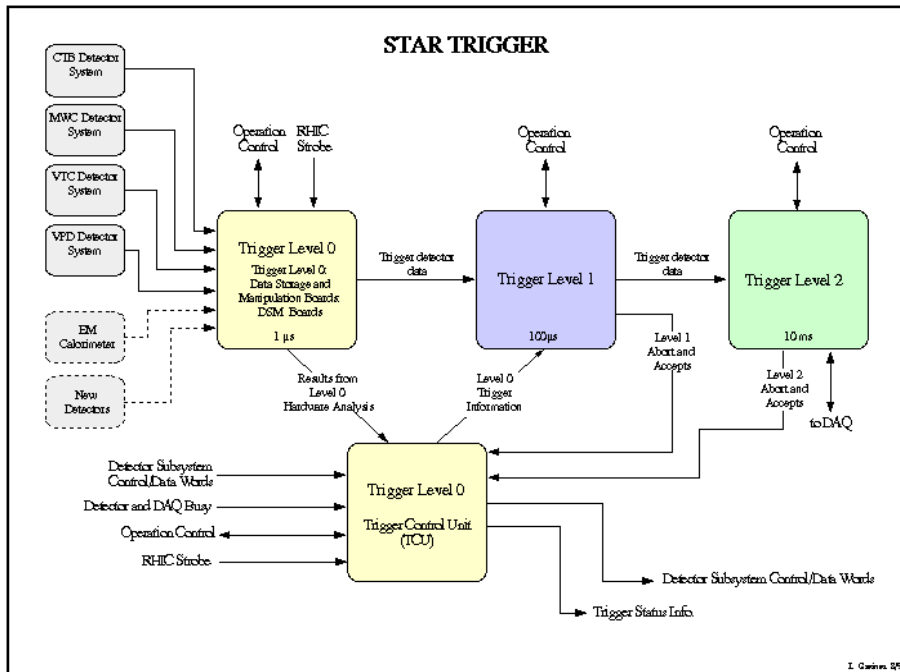 STAR TRIGGER
CTB Detector
System
MWC Detector
System
VTC Detector
System
VPD Detector
System
EM
Calorimeter
New
Detectors
Operation
Control
RHIC
Strobe
Operation
Control
Operation
Control
Trigger Level 0
Trigger Level 0:
Data Storage and
Manipulation Boards
DSM Boards
1 µs
Trigger detector
data
Trigger Level 1
100µs
Trigger detector
data
Trigger Level 2
10 ms
Results from
Level 0
Hardware Analysis
Level 0
Trigger
Information
Level 1
Abort and
Accepts
Level 2
Abort and
Accepts
to DAQ
Detector Subsystem
Control/Data Words
Detector and DAQ Busy
Operation Control
RHIC Strobe
Trigger Level 0
Trigger Control Unit
(TCU)
Detector Subsystem Control/Data Words
Trigger Status Info.